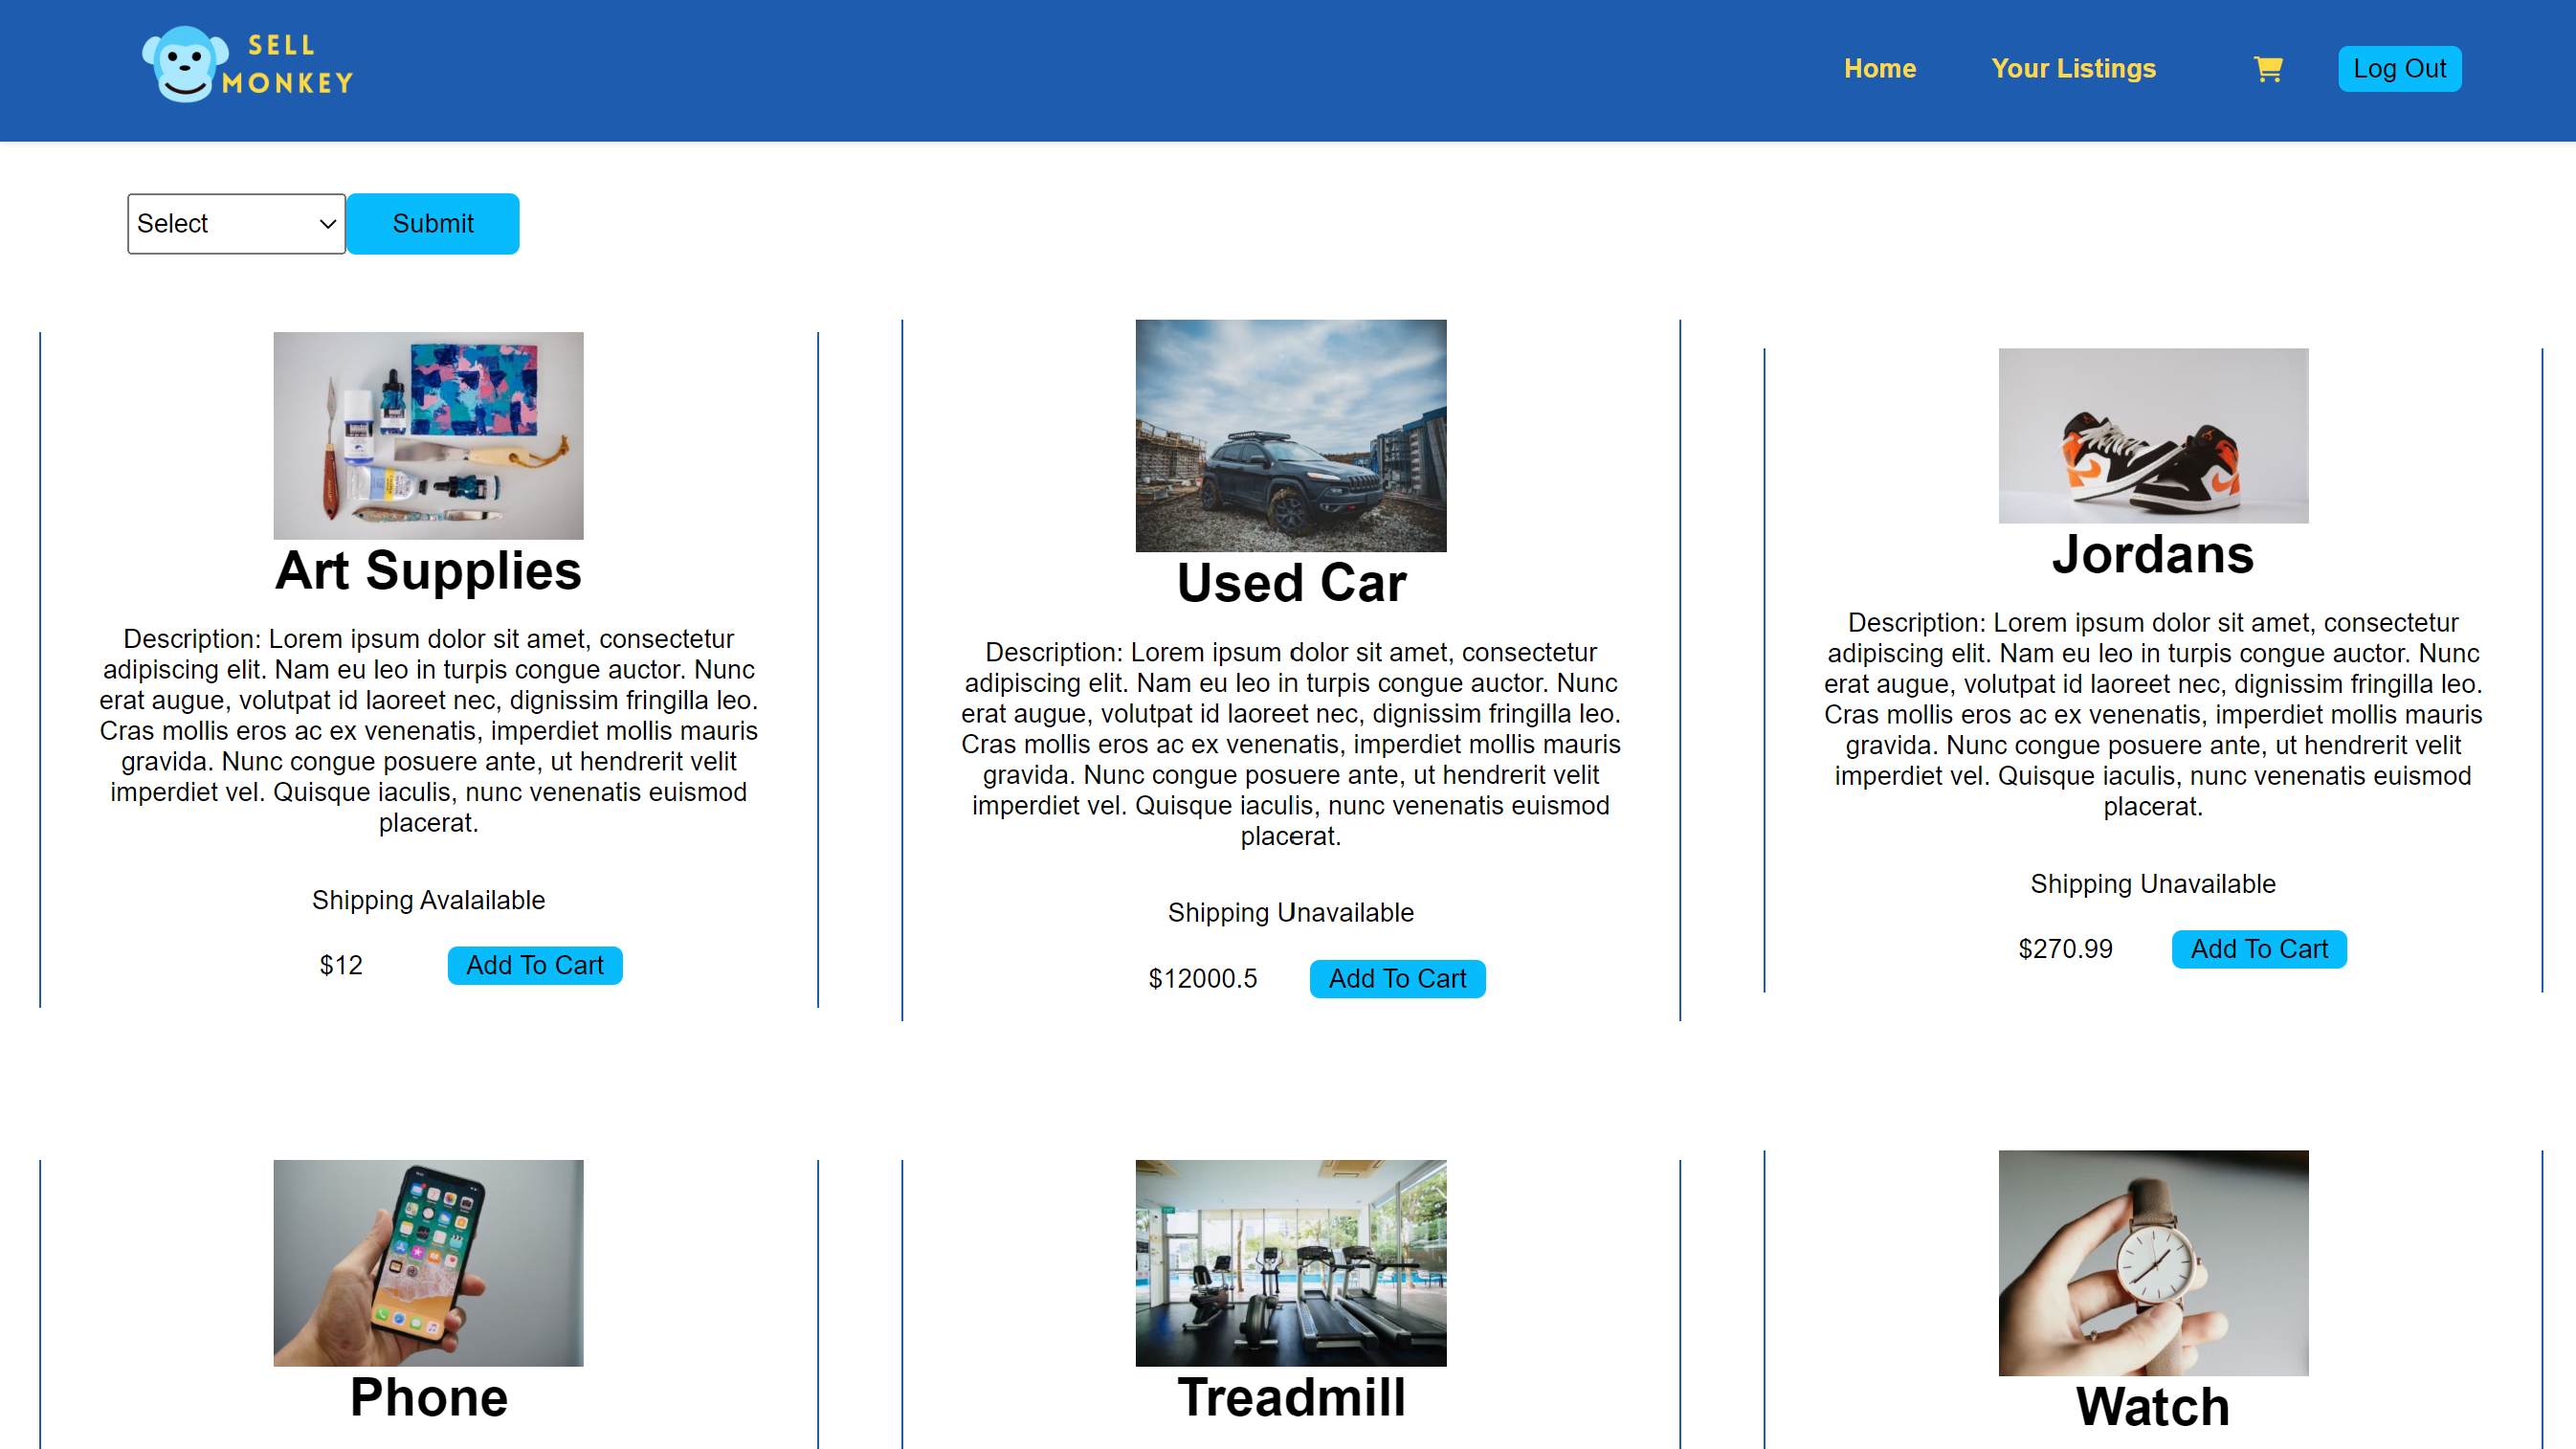 SELL
MONKEY
Home
Your Listings
Log Out
Select
Submit
Art Supplies
Description: Lorem ipsum dolor sit amet, consectetur
adipiscing elit. Nam eu leo in turpis congue auctor. Nunc
erat augue, volutpat id laoreet nec, dignissim fringilla leo.
Cras mollis eros ac ex venenatis, imperdiet mollis mauris
gravida. Nunc congue posuere ante, ut hendrerit velit
imperdiet vel. Quisque iaculis, nunc venenatis euismod
placerat.
Shipping Avalailable
$12
Add To Cart
Used Car
Description: Lorem ipsum dolor sit amet, consectetur
adipiscing elit. Nam eu leo in turpis congue auctor. Nunc
erat augue, volutpat id laoreet nec, dignissim fringilla leo.
Cras mollis eros ac ex venenatis, imperdiet mollis mauris
gravida. Nunc congue posuere ante, ut hendrerit velit
imperdiet vel. Quisque iaculis, nunc venenatis euismod
placerat.
Shipping Unavailable
$12000.5
Add To Cart
Jordans
Description: Lorem ipsum dolor sit amet, consectetur
adipiscing elit. Nam eu leo in turpis congue auctor. Nunc
erat augue, volutpat id laoreet nec, dignissim fringilla leo.
Cras mollis eros ac ex venenatis, imperdiet mollis mauris
gravida. Nunc congue posuere ante, ut hendrerit velit
imperdiet vel. Quisque iaculis, nunc venenatis euismod
placerat.
Shipping Unavailable
$270.99
Add To Cart
Phone
Treadmill
Watch